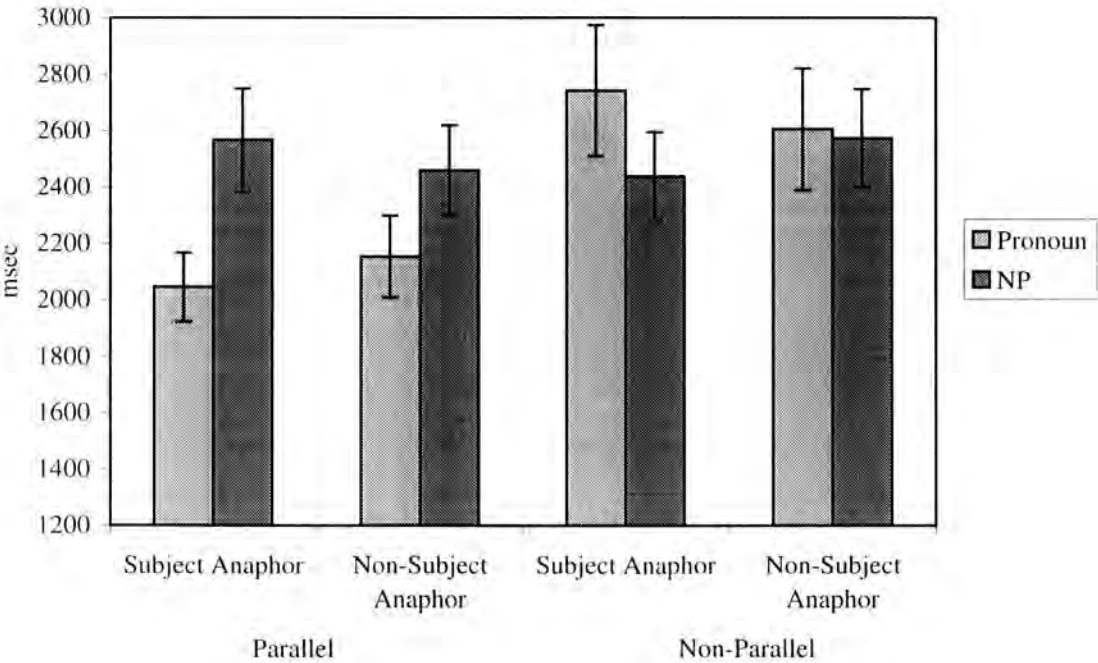 3000
2800
2600
2400
2200
2000
1800
1600
1400
1200
msec
Subject Anaphor
Non-Subject
Anaphor
Subject Anaphor
Non-Subject
Anaphor
Parallel
Non-Parallel
Pronoun
NP